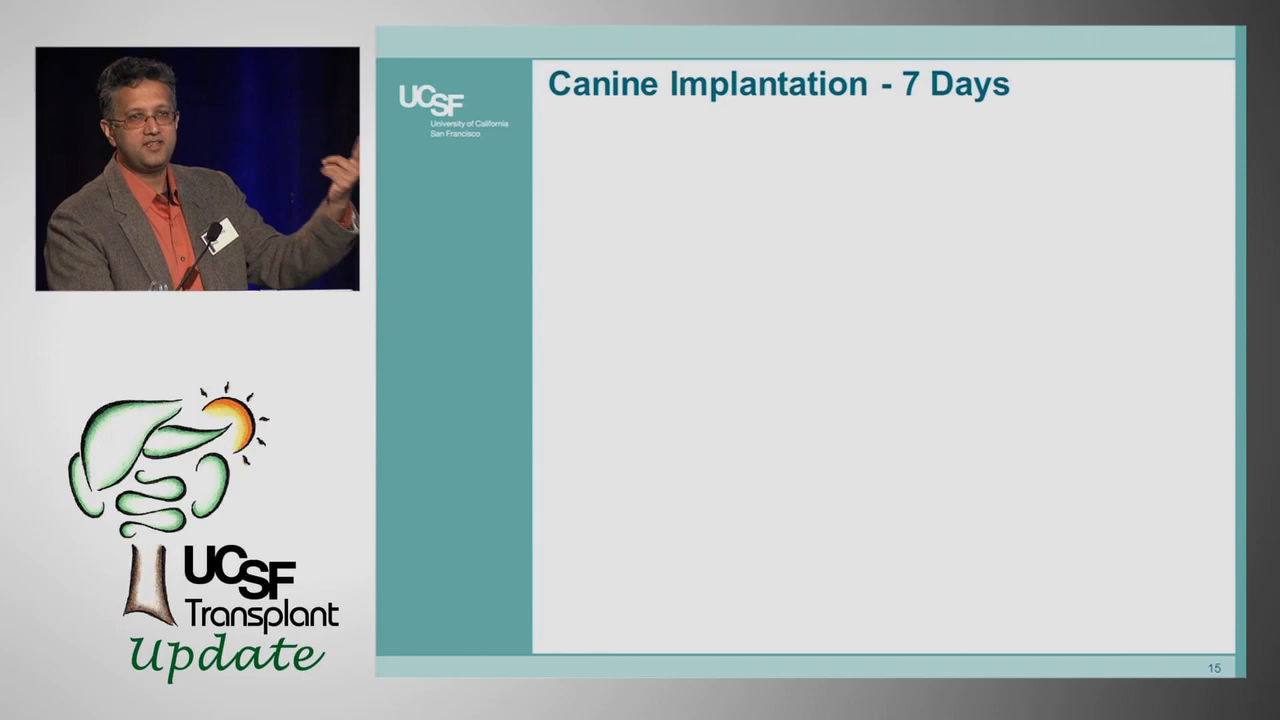 Canine Implantation - 7 Days
UCSF
University of California
San Francisco
UCSF
Transplant
Update
15